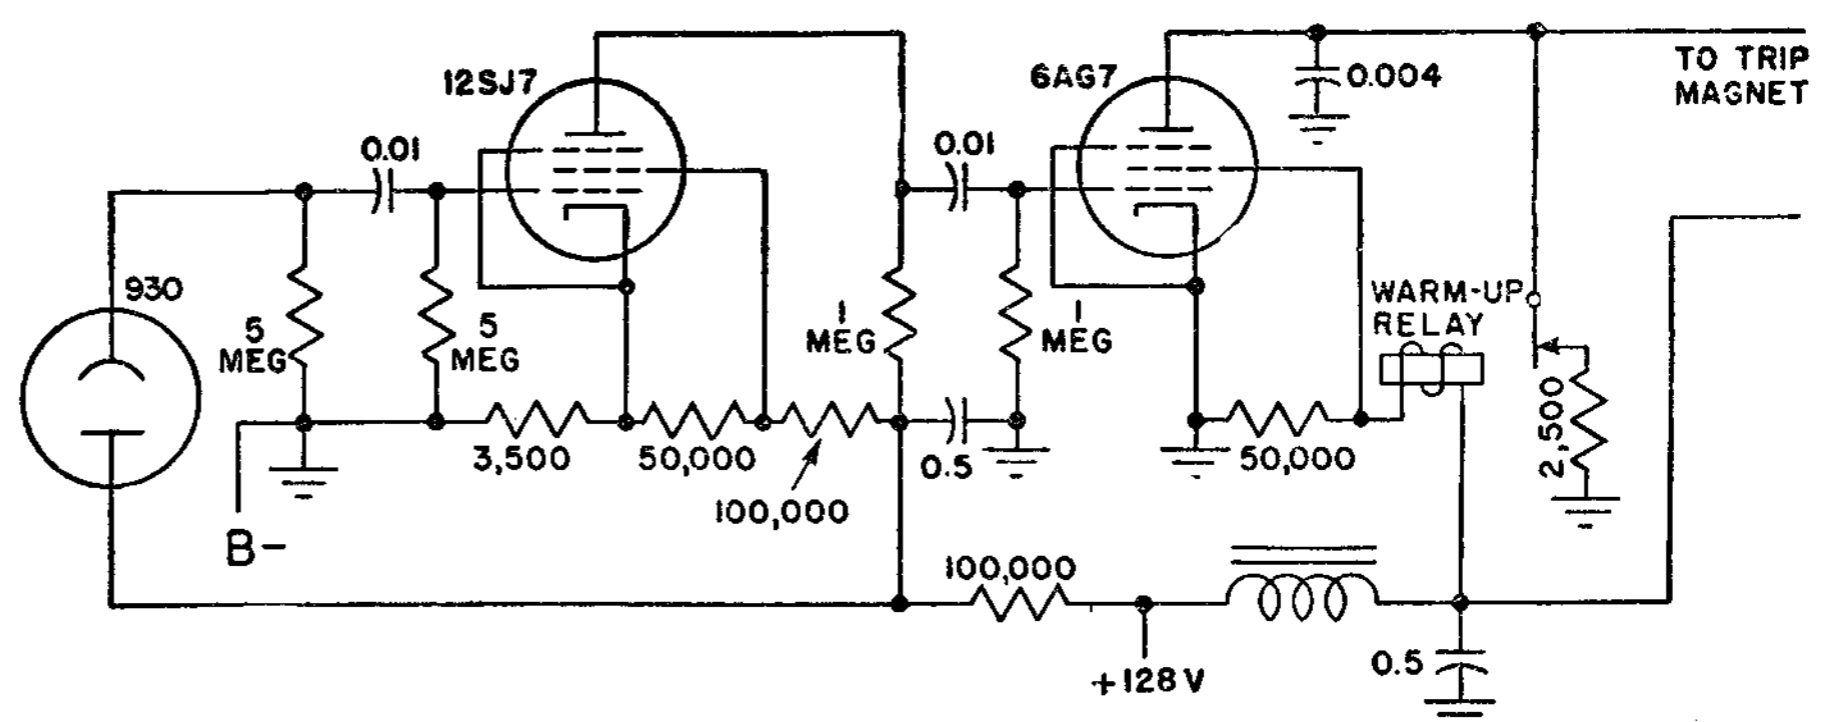 12SJ7
6AG7
0.004
TO TRIP
MAGNET
0.01
0.01
930
5
MEG
5
MEG
1
MEG
1
MEG
WARM-UP
RELAY
3,500
50,000
100,000
0.5
50,000
2,500
B-
100,000
+128 V
0.5